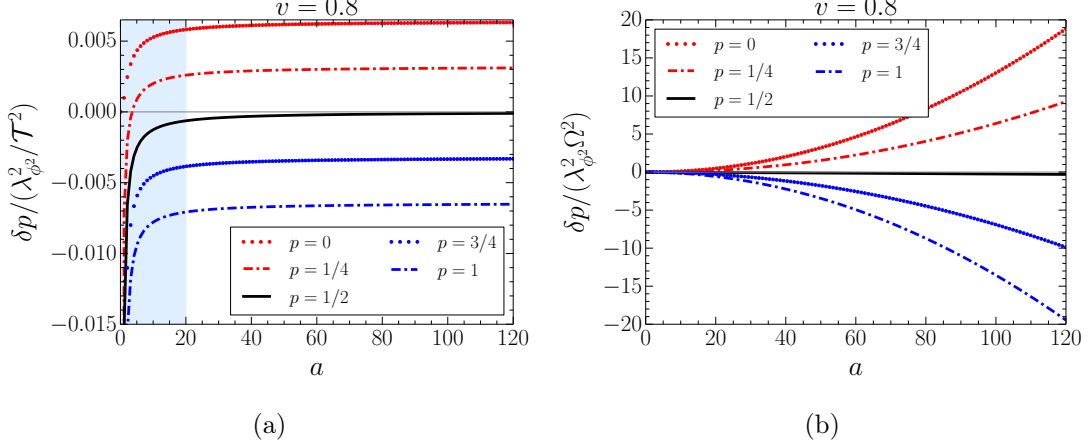 v = 0.8
δp/(λ²_{φ²}/𝒯²)
0.005
0.000
−0.005
−0.010
−0.015
p = 0
p = 3/4
p = 1/4
p = 1
p = 1/2
0 20 40 60 80 100 120
a
(a)
v = 0.8
δp/(λ²_{φ²}Ω²)
20
15
10
5
0
−5
−10
−15
−20
p = 0
p = 3/4
p = 1/4
p = 1
p = 1/2
0 20 40 60 80 100 120
a
(b)